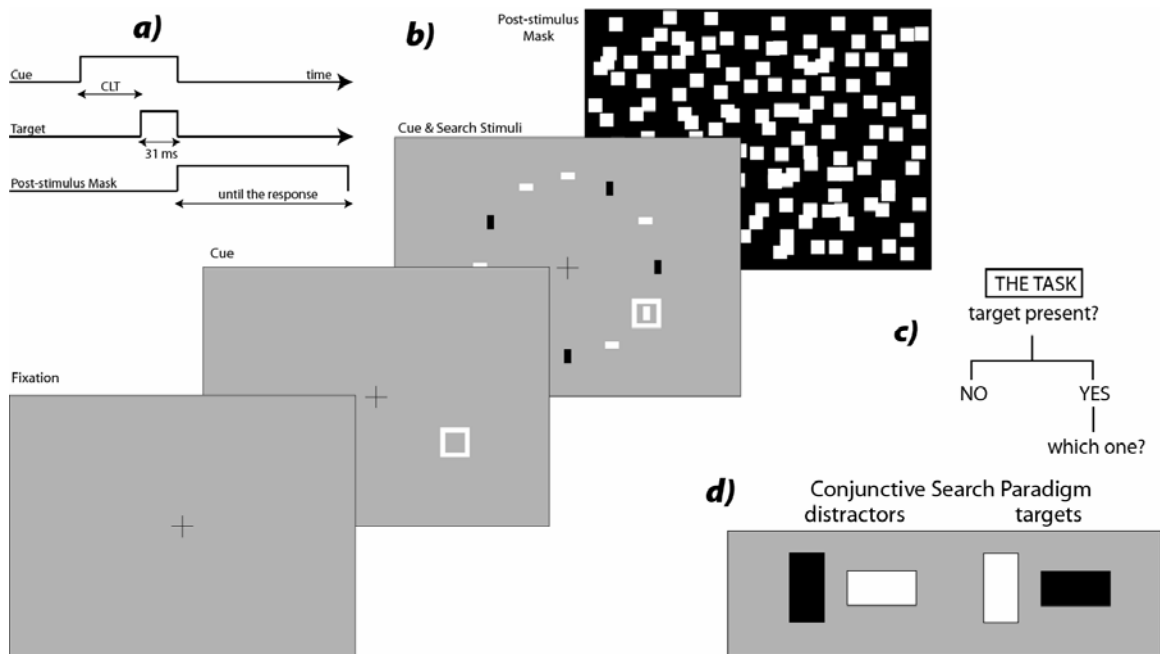 a)
Cue
CLT
time
Target
31 ms
Post-stimulus Mask
until the response
b)
Post-stimulus
Mask
Cue & Search Stimuli
Cue
Fixation
c)
THE TASK
target present?
NO
YES
which one?
d)
Conjunctive Search Paradigm
distractors
targets